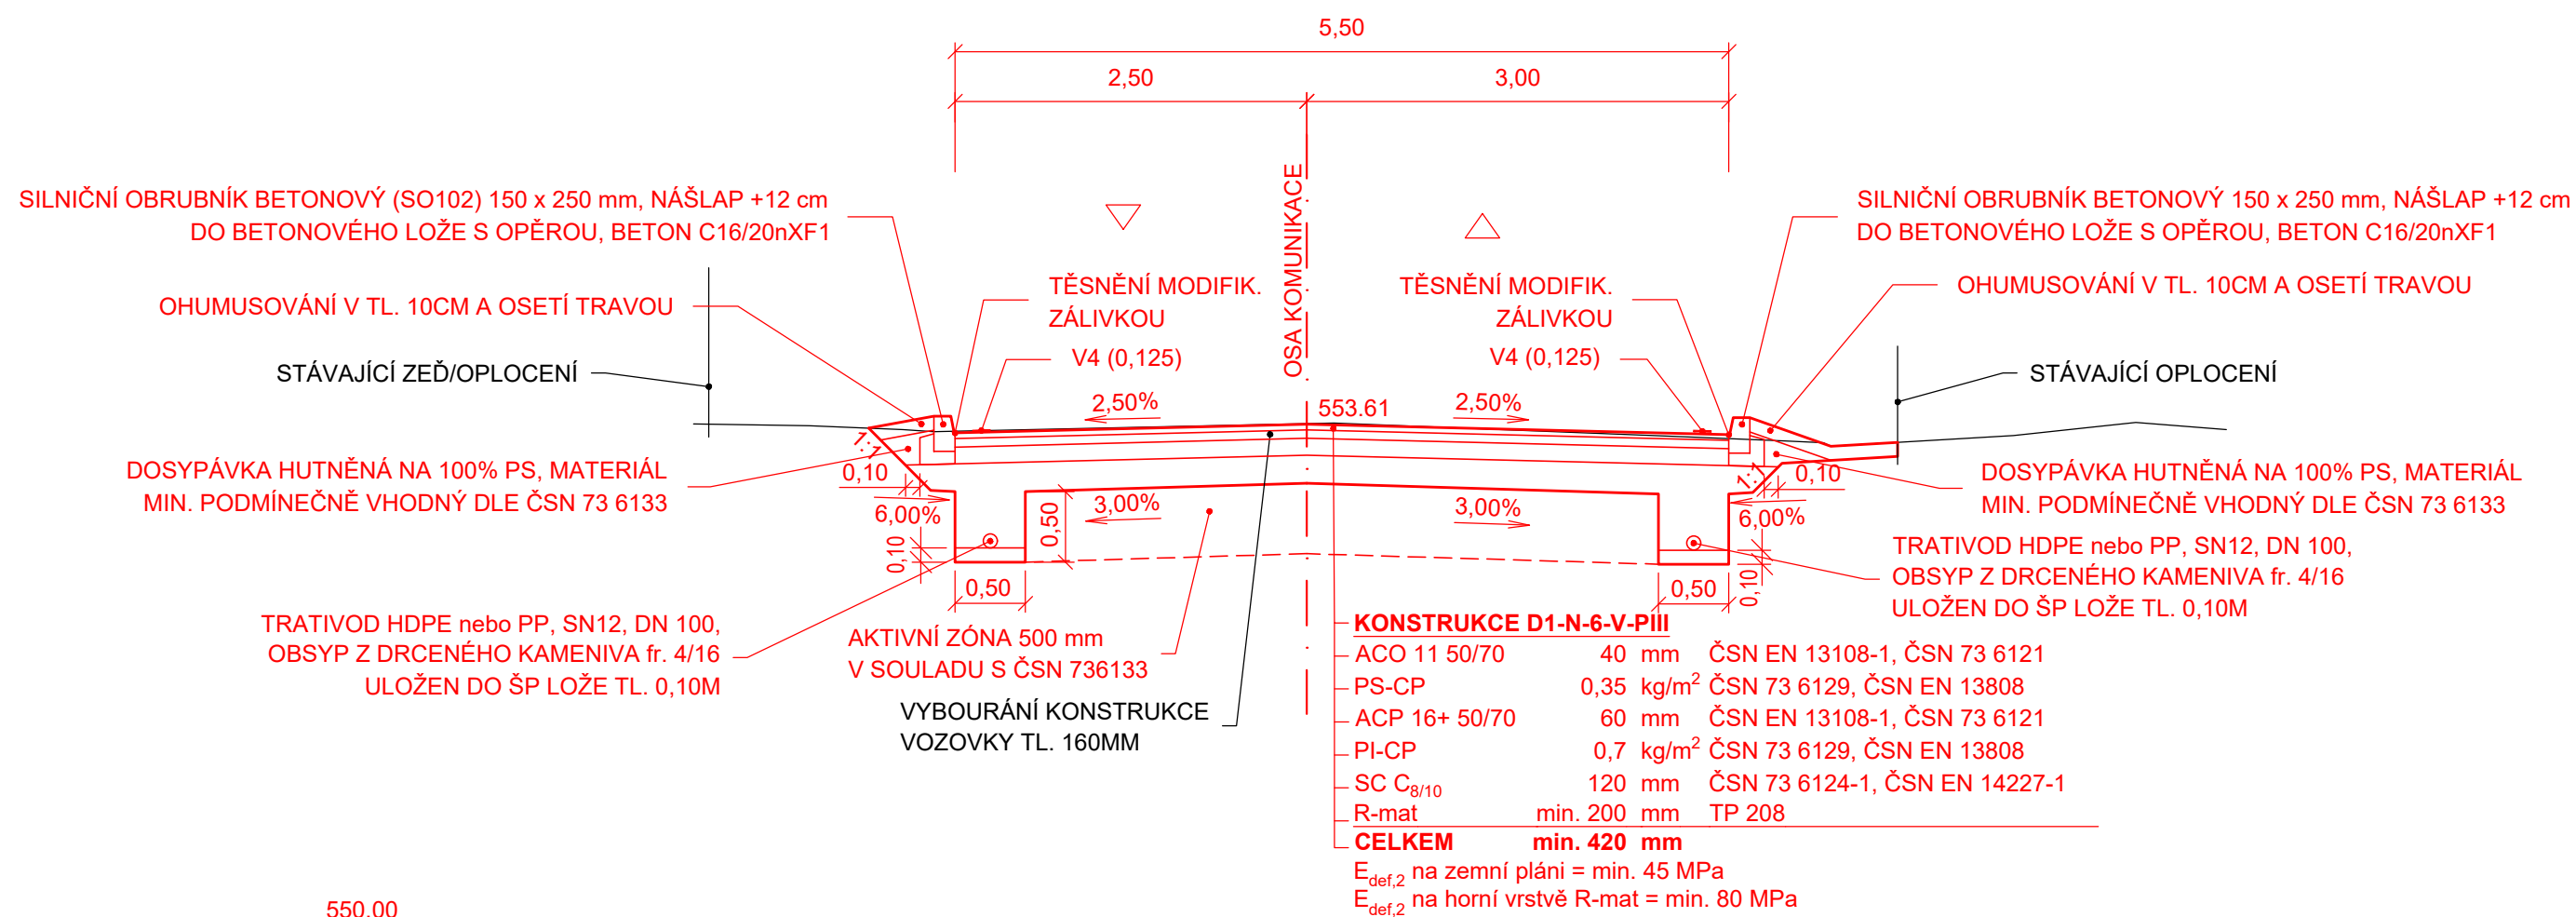 5,50
2,50
3,00
OSA KOMUNIKACE
SILNIČNÍ OBRUBNÍK BETONOVÝ (SO102) 150 x 250 mm, NÁŠLAP +12 cm
DO BETONOVÉHO LOŽE S OPĚROU, BETON C16/20nXF1
SILNIČNÍ OBRUBNÍK BETONOVÝ 150 x 250 mm, NÁŠLAP +12 cm
DO BETONOVÉHO LOŽE S OPĚROU, BETON C16/20nXF1
OHUMUSOVÁNÍ V TL. 10CM A OSETÍ TRAVOU
TĚSNĚNÍ MODIFIK.
ZÁLIVKOU
TĚSNĚNÍ MODIFIK.
ZÁLIVKOU
OHUMUSOVÁNÍ V TL. 10CM A OSETÍ TRAVOU
V4 (0,125)
V4 (0,125)
STÁVAJÍCÍ ZEĎ/OPLOCENÍ
STÁVAJÍCÍ OPLOCENÍ
2,50%
553.61
2,50%
1:1
1:1
DOSYPÁVKA HUTNĚNÁ NA 100% PS, MATERIÁL
MIN. PODMÍNEČNĚ VHODNÝ DLE ČSN 73 6133
0,10
0,10
DOSYPÁVKA HUTNĚNÁ NA 100% PS, MATERIÁL
MIN. PODMÍNEČNĚ VHODNÝ DLE ČSN 73 6133
6,00%
0,50
3,00%
3,00%
6,00%
0,10
0,50
0,50
0,10
TRATIVOD HDPE nebo PP, SN12, DN 100,
OBSYP Z DRCENÉHO KAMENIVA fr. 4/16
ULOŽEN DO ŠP LOŽE TL. 0,10M
TRATIVOD HDPE nebo PP, SN12, DN 100,
OBSYP Z DRCENÉHO KAMENIVA fr. 4/16
ULOŽEN DO ŠP LOŽE TL. 0,10M
AKTIVNÍ ZÓNA 500 mm
V SOULADU S ČSN 736133
VYBOURÁNÍ KONSTRUKCE
VOZOVKY TL. 160MM
KONSTRUKCE D1-N-6-V-PIII
ACO 11 50/70 40 mm ČSN EN 13108-1, ČSN 73 6121
PS-CP 0,35 kg/m² ČSN 73 6129, ČSN EN 13808
ACP 16+ 50/70 60 mm ČSN EN 13108-1, ČSN 73 6121
PI-CP 0,7 kg/m² ČSN 73 6129, ČSN EN 13808
SC C8/10 120 mm ČSN 73 6124-1, ČSN EN 14227-1
R-mat min. 200 mm TP 208
CELKEM min. 420 mm
Edef,2 na zemní pláni = min. 45 MPa
Edef,2 na horní vrstvě R-mat = min. 80 MPa
550.00